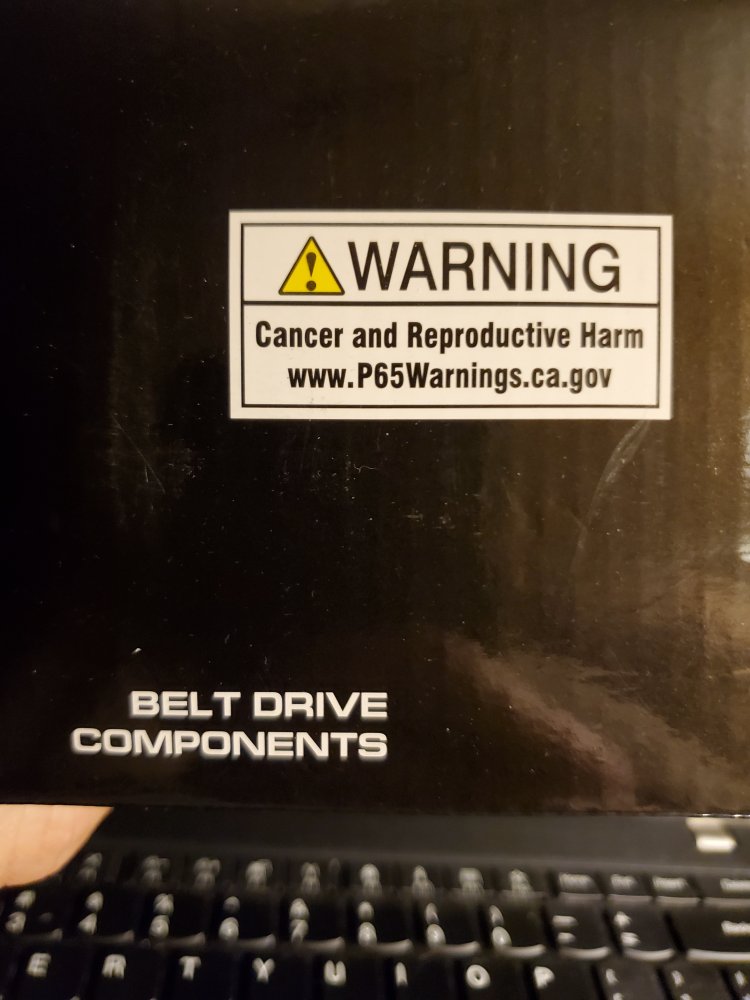 WARNING
Cancer and Reproductive Harm
www.P65Warnings.ca.gov
BELT DRIVE
COMPONENTS
E R T Y U I O P